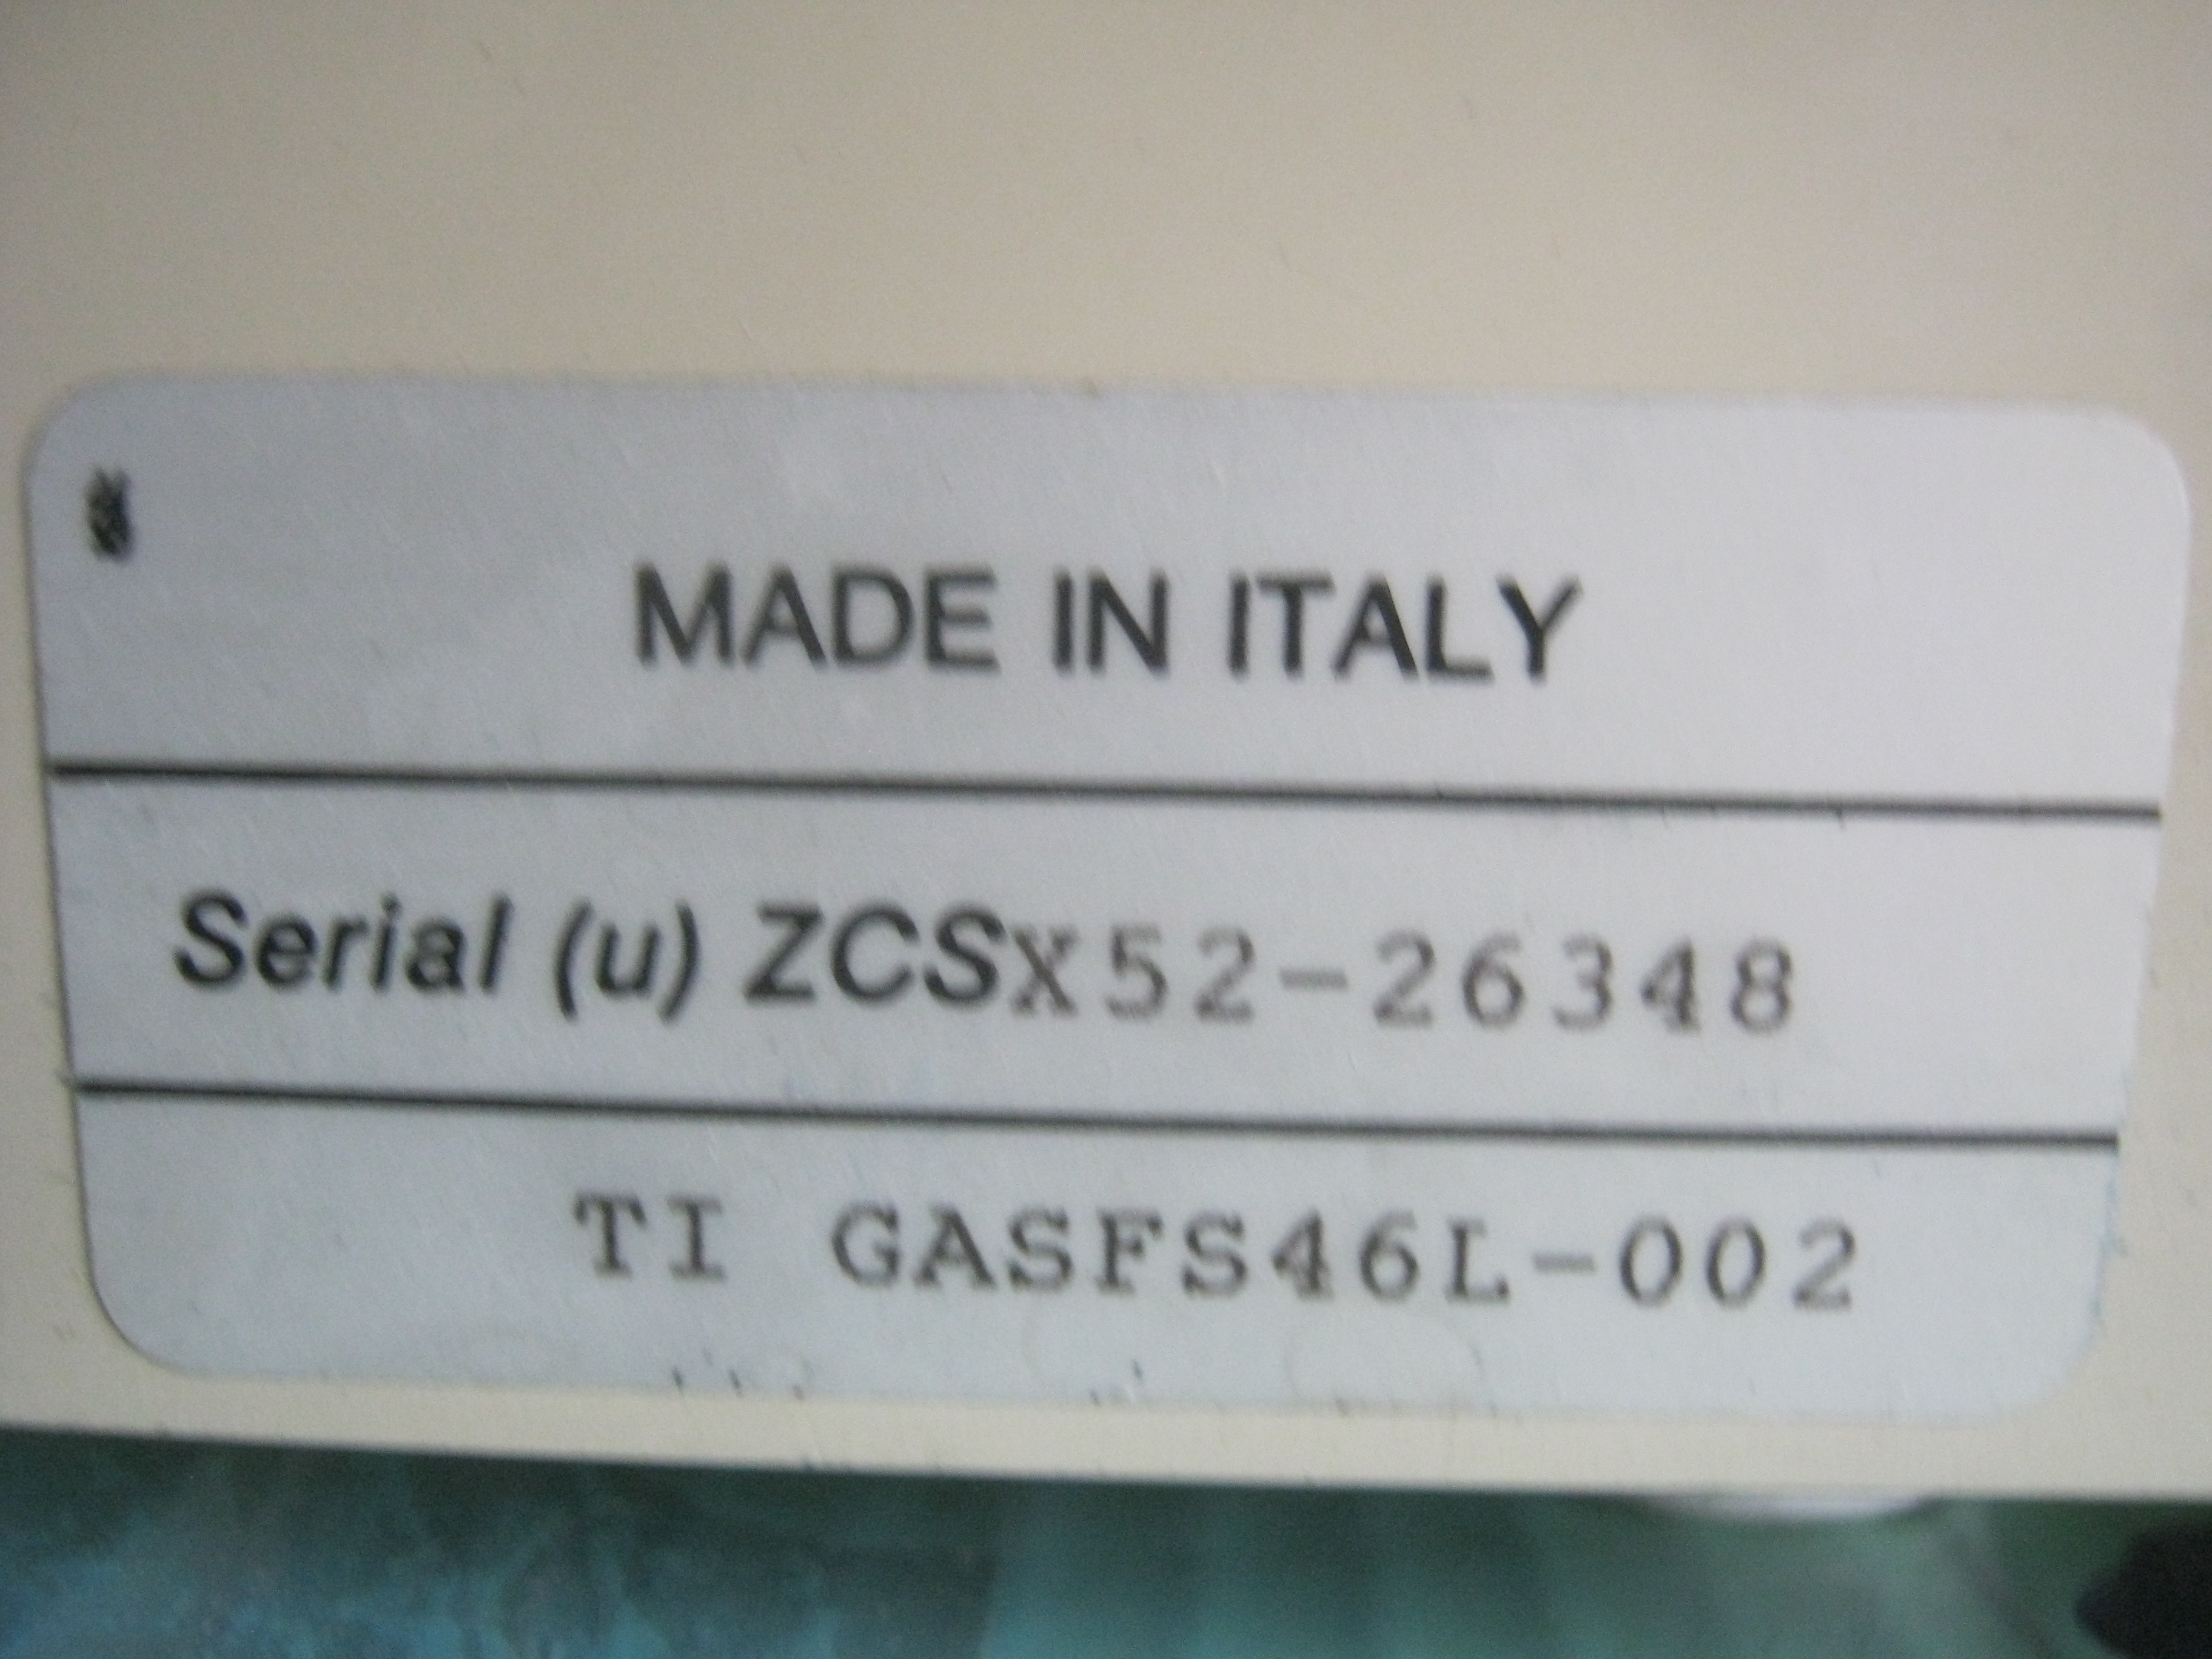 MADE IN ITALY
Serial (u) ZCSX52-26348
TI GASFS46L-002